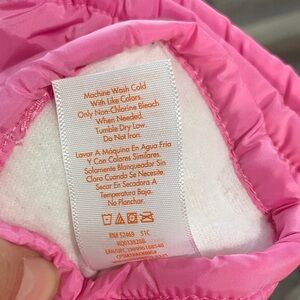 Machine Wash Cold
With Like Colors.
Only Non-Chlorine Bleach
When Needed.
Tumble Dry Low.
Do Not Iron.
Lavar A Máquina En Agua Fria
Y Con Colores Similares.
Solamente Blanqueador Sin
Cloro Cuando Se Necesite.
Secar En Secadora A
Temperatura Baja.
No Planchar.
RN# 52469 51C